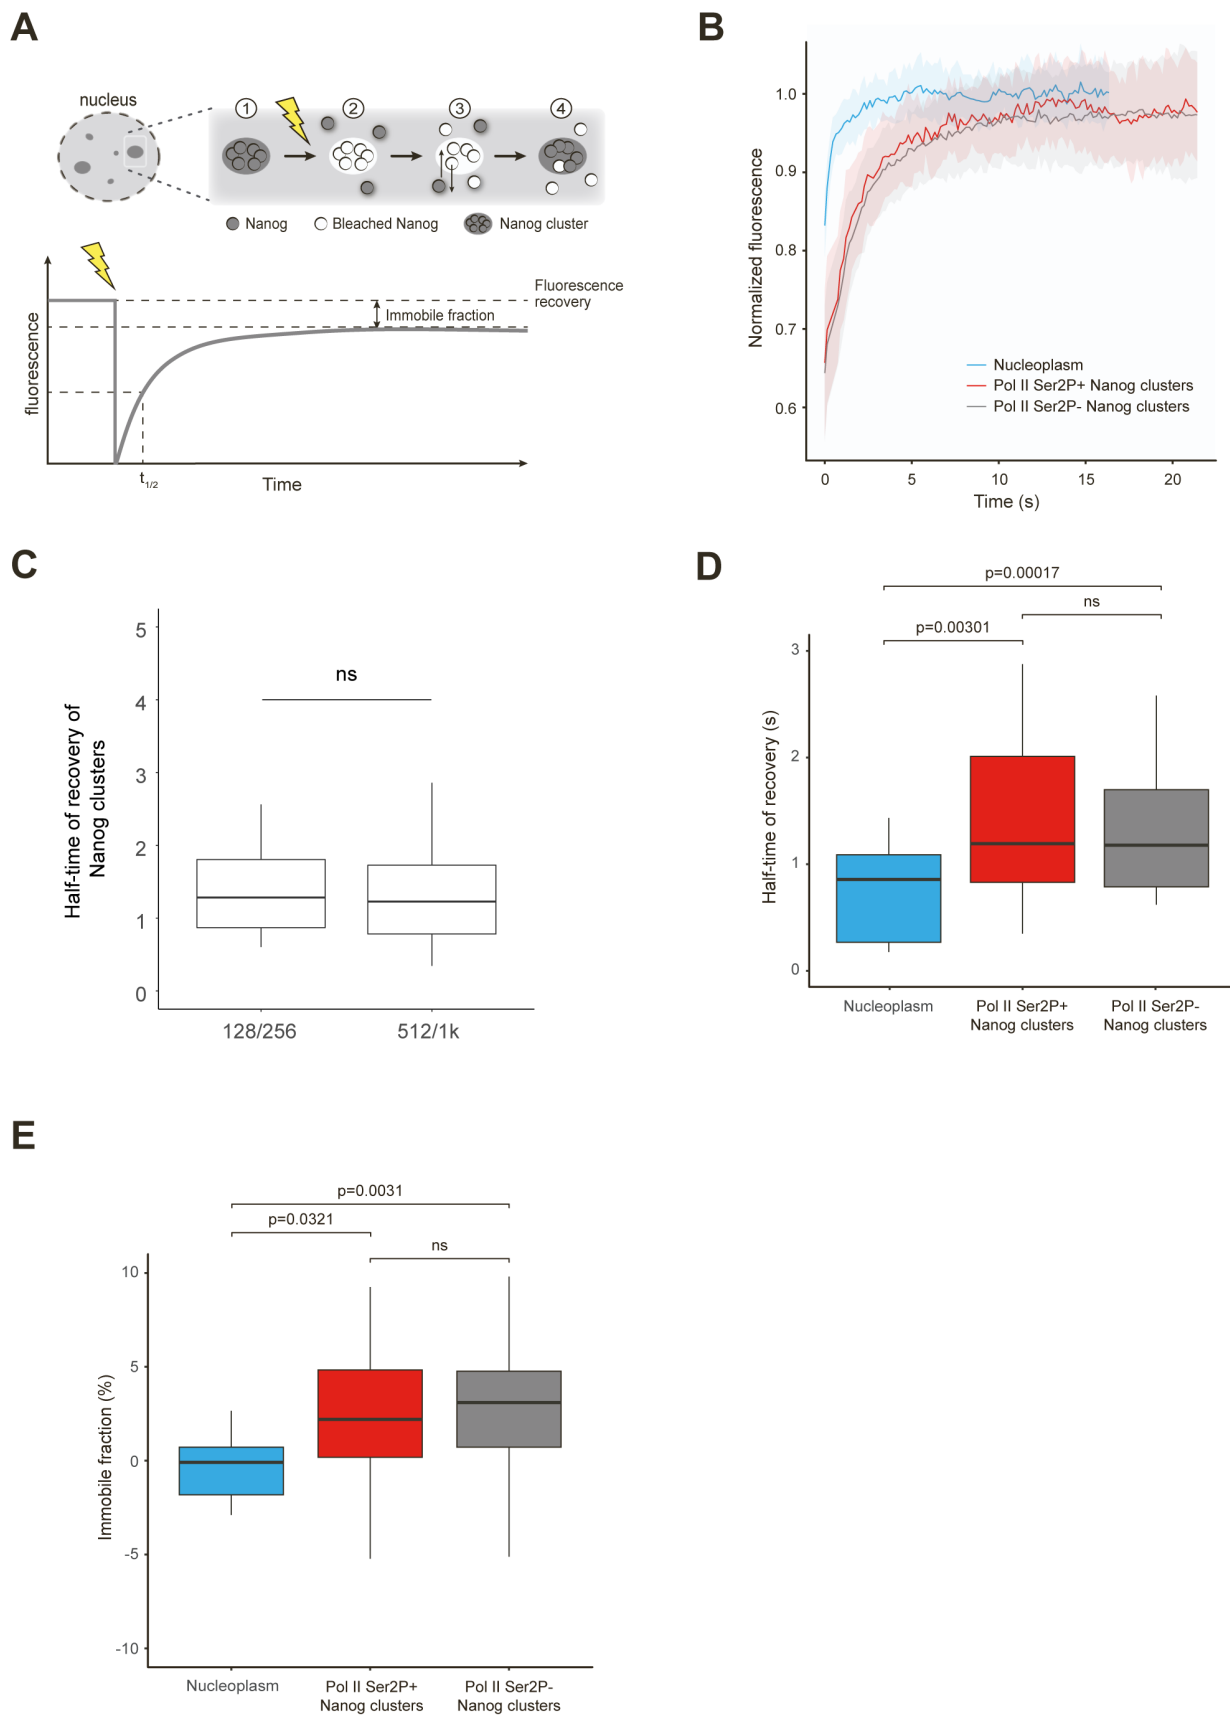 A
nucleus
1
2
3
4
Nanog
Bleached Nanog
Nanog cluster
Fluorescence
recovery
Immobile fraction
fluorescence
t1/2
Time
B
Normalized fluorescence
1.0
0.9
0.8
0.7
0.6
Nucleoplasm
Pol II Ser2P+ Nanog clusters
Pol II Ser2P- Nanog clusters
0
5
10
15
20
Time (s)
C
Half-time of recovery of
Nanog clusters
5
4
3
2
1
0
ns
128/256
512/1k
D
p=0.00017
ns
p=0.00301
Half-time of recovery (s)
3
2
1
0
Nucleoplasm
Pol II Ser2P+
Nanog clusters
Pol II Ser2P-
Nanog clusters
E
p=0.0031
p=0.0321
ns
Immobile fraction (%)
10
5
0
-5
-10
Nucleoplasm
Pol II Ser2P+
Nanog clusters
Pol II Ser2P-
Nanog clusters